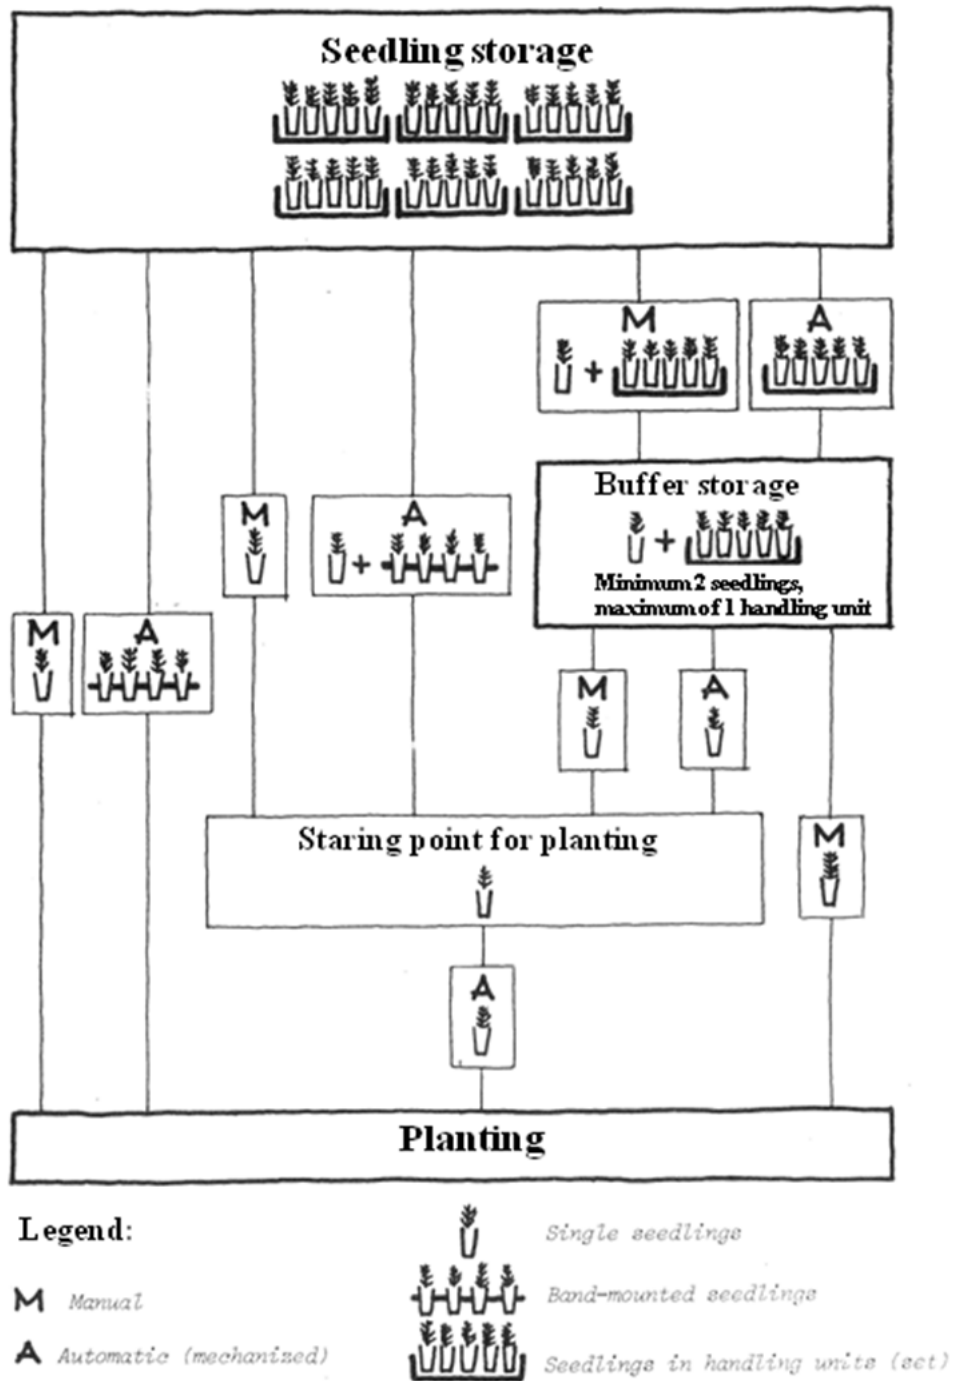 Seedling storage
M
A
+
M
A
+
Buffer storage
+
Minimum 2 seedlings,
maximum of 1 handling unit
M
A
M
A
Staring point for planting
M
A
Planting
Legend:
Single seedlings
M Manual
Band-mounted seedlings
A Automatic (mechanized)
Seedlings in handling units (set)